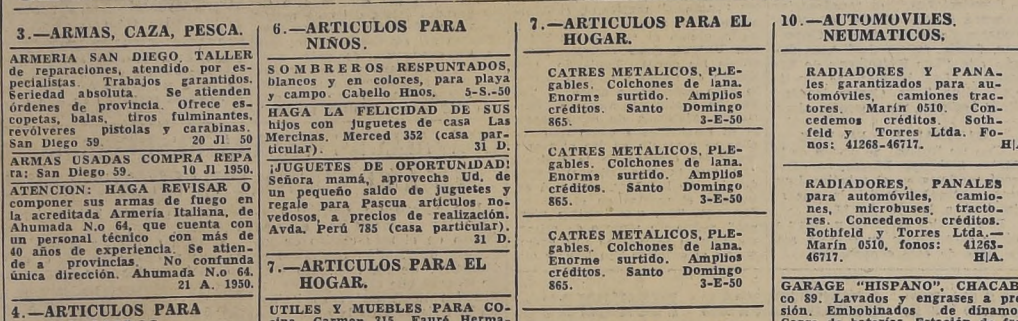 3.—ARMAS, CAZA, PESCA.
ARMERIA SAN DIEGO, TALLER
de reparaciones, atendido por es-
pecialistas. Trabajos garantidos.
Seriedad absoluta. Se atienden
órdenes de provincia. Ofrece es-
copetas, balas, tiros fulminantes,
revólveres pistolas y carabinas.
San Diego 59. 20 Jl 50
ARMAS USADAS COMPRA REPA
ra; San Diego 59. 10 Jl 1950.
ATENCION: HAGA REVISAR O
componer sus armas de fuego en
la acreditada Armería Italiana, de
Ahumada N.o 64, que cuenta con
un personal técnico con más de
40 años de experiencia. Se atien-
de a provincias. No confunda
única dirección. Ahumada N.o 64.
21 A. 1950.
4.—ARTICULOS PARA
6.—ARTICULOS PARA
NIÑOS.
SOMBREROS RESPUNTADOS,
blancos y en colores, para playa
y campo. Cabello Hnos. 5-S.-50
HAGA LA FELICIDAD DE SUS
hijos con juguetes de casa Las
Mercinas. Merced 352 (casa par-
ticular). 31 D.
¡JUGUETES DE OPORTUNIDAD!
Señora mamá, aproveche Ud. de
un pequeño saldo de juguetes y
regale para Pascua artículos no-
vedosos, a precios de realización.
Avda. Perú 785 (casa particular).
31 D.
7.—ARTICULOS PARA EL
HOGAR.
UTILES Y MUEBLES PARA CO-
7.—ARTICULOS PARA EL
HOGAR.
CATRES METALICOS, PLE-
gables. Colchones de lana.
Enorme surtido. Amplios
créditos. Santo Domingo
865. 3-E-50
CATRES METALICOS, PLE-
gables. Colchones de lana.
Enorme surtido. Amplios
créditos. Santo Domingo
865. 3-E-50
CATRES METALICOS, PLE-
gables. Colchones de lana.
Enorme surtido. Amplios
créditos. Santo Domingo
865. 3-E-50
10.—AUTOMOVILES,
NEUMATICOS,
RADIADORES Y PANA-
les garantizados para au-
tomóviles, camiones trac-
tores. Marín 0510. Con-
cedemos créditos. Soth-
feld y Torres Ltda. Fo-
nos: 41268-46717. H|A.
RADIADORES, PANALES
para automóviles, camio-
nes, microbuses, tracto-
res. Concedemos créditos.
Rothfeld y Torres Ltda.—
Marín 0510, fonos: 41263-
46717. H|A.
GARAGE "HISPANO", CHACAB
co 89. Lavados y engrases a pre
sión. Embobinados de dínamo